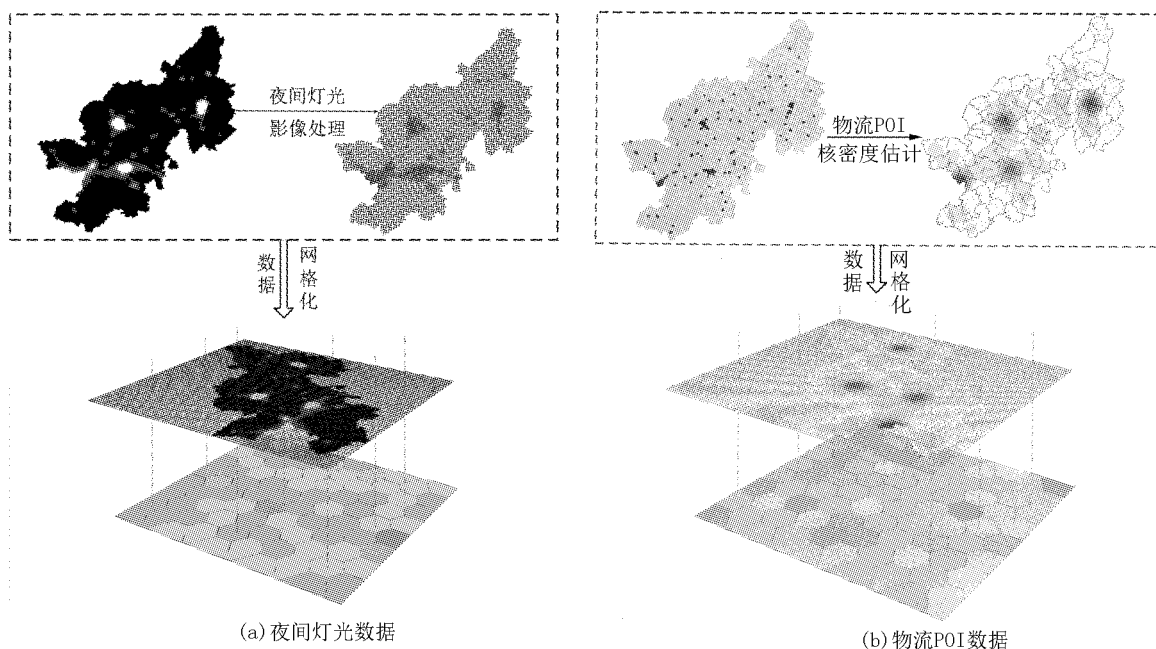 夜间灯光
影像处理
物流POI
核密度估计
数据
网格化
数据
网格化
(a)夜间灯光数据
(b)物流POI数据